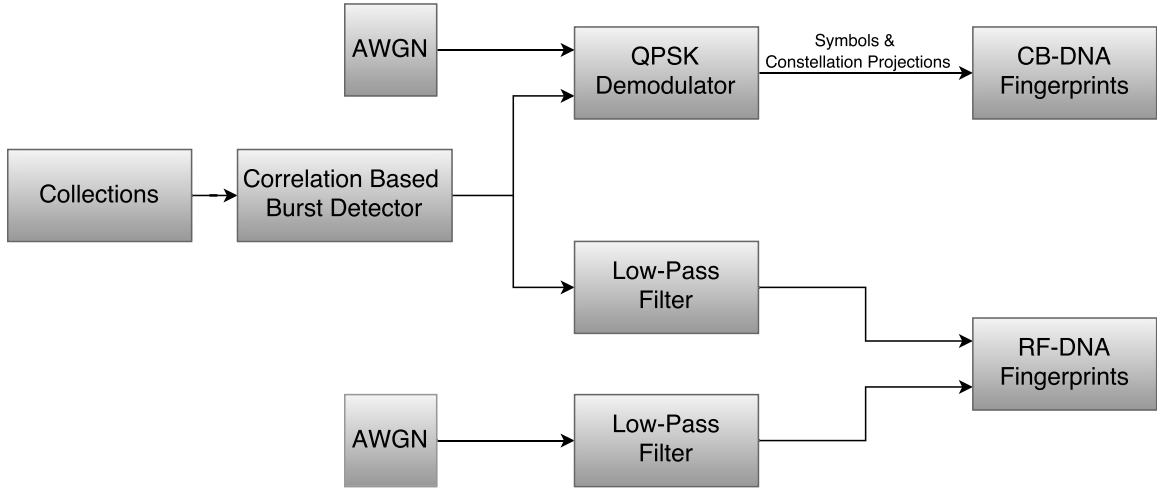 AWGN
QPSK
Demodulator
Symbols &
Constellation Projections
CB-DNA
Fingerprints
Collections
Correlation Based
Burst Detector
Low-Pass
Filter
RF-DNA
Fingerprints
AWGN
Low-Pass
Filter